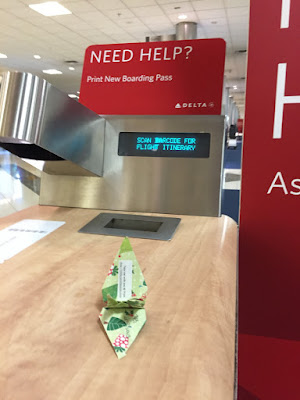 NEED HELP?
Print New Boarding Pass
DELTA
SCAN BARCODE FOR
FLIGHT ITINERARY
H
As